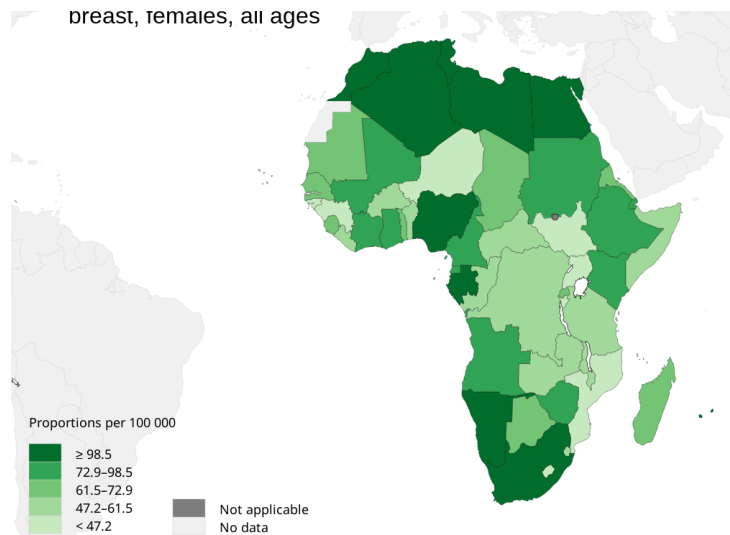 breast, females, all ages
Proportions per 100 000
≥ 98.5
72.9–98.5
61.5–72.9
47.2–61.5
< 47.2
Not applicable
No data